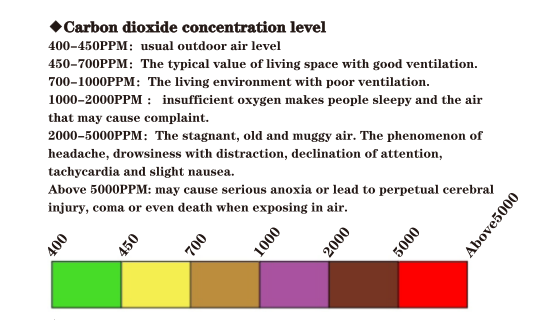 ◆Carbon dioxide concentration level
400-450PPM: usual outdoor air level
450-700PPM: The typical value of living space with good ventilation.
700-1000PPM: The living environment with poor ventilation.
1000-2000PPM : insufficient oxygen makes people sleepy and the air
that may cause complaint.
2000-5000PPM: The stagnant, old and muggy air. The phenomenon of
headache, drowsiness with distraction, declination of attention,
tachycardia and slight nausea.
Above 5000PPM: may cause serious anoxia or lead to perpetual cerebral
injury, coma or even death when exposing in air.
400
450
700
1000
2000
5000
Above5000